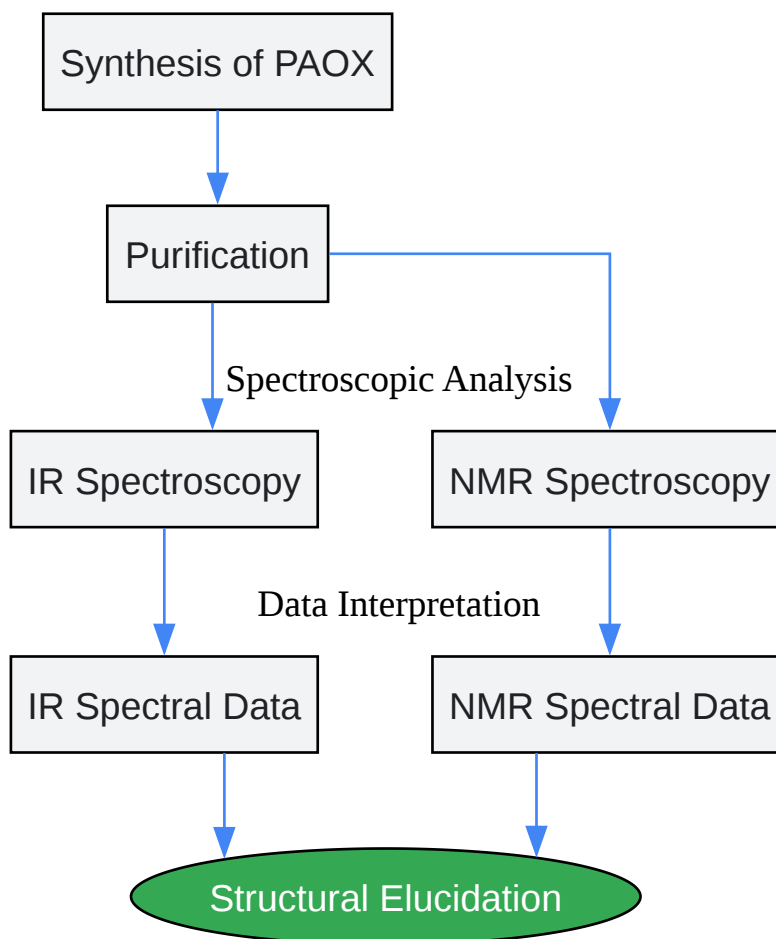 Synthesis of PAOX
Purification
Spectroscopic Analysis
IR Spectroscopy
NMR Spectroscopy
Data Interpretation
IR Spectral Data
NMR Spectral Data
Structural Elucidation